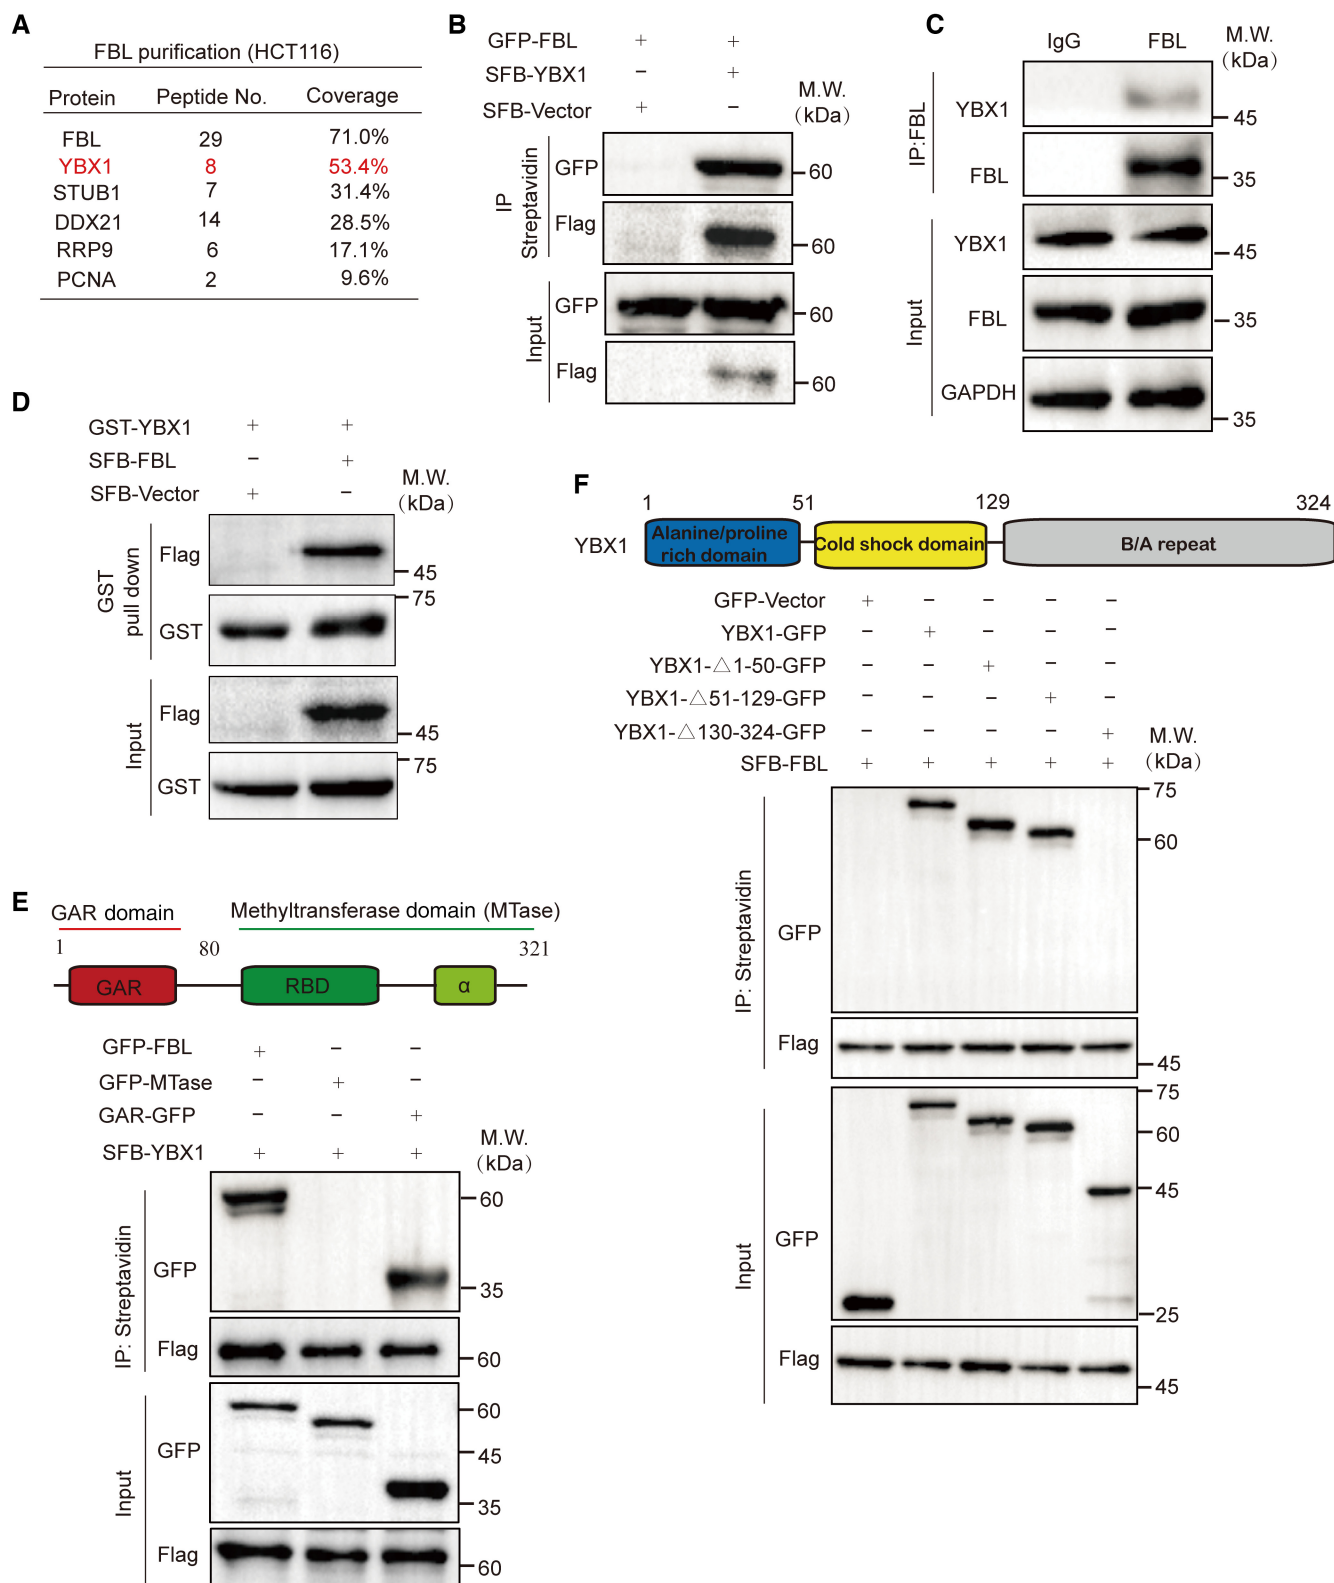 A
FBL purification (HCT116)
Protein Peptide No. Coverage
FBL 29 71.0%
YBX1 8 53.4%
STUB1 7 31.4%
DDX21 14 28.5%
RRP9 6 17.1%
PCNA 2 9.6%
B
GFP-FBL + +
SFB-YBX1 − +
SFB-Vector + −
M.W.
(kDa)
IP
Streptavidin
GFP 60
Flag 60
Input
GFP 60
Flag 60
C
IgG FBL M.W.
(kDa)
IP:FBL
YBX1 45
FBL 35
Input
YBX1 45
FBL 35
GAPDH 35
D
GST-YBX1 + +
SFB-FBL − +
SFB-Vector + −
M.W.
(kDa)
GST
pull down
Flag 45
GST 75
Input
Flag 45
GST 75
E
GAR domain Methyltransferase domain (MTase)
1 80 321
GAR RBD α
GFP-FBL + − −
GFP-MTase − + −
GAR-GFP − − +
SFB-YBX1 + + +
M.W.
(kDa)
IP: Streptavidin
GFP 60 35
Flag 60
Input
GFP 60 45 35
Flag 60
F
1 51 129 324
YBX1 Alanine/proline
rich domain
Cold shock domain
B/A repeat
GFP-Vector + − − − −
YBX1-GFP − + − − −
YBX1-△1-50-GFP − − + − −
YBX1-△51-129-GFP − − − + −
YBX1-△130-324-GFP − − − − +
SFB-FBL + + + + +
M.W.
(kDa)
IP: Streptavidin
GFP 75 60
Flag 45
Input
GFP 75 60 45 25
Flag 45